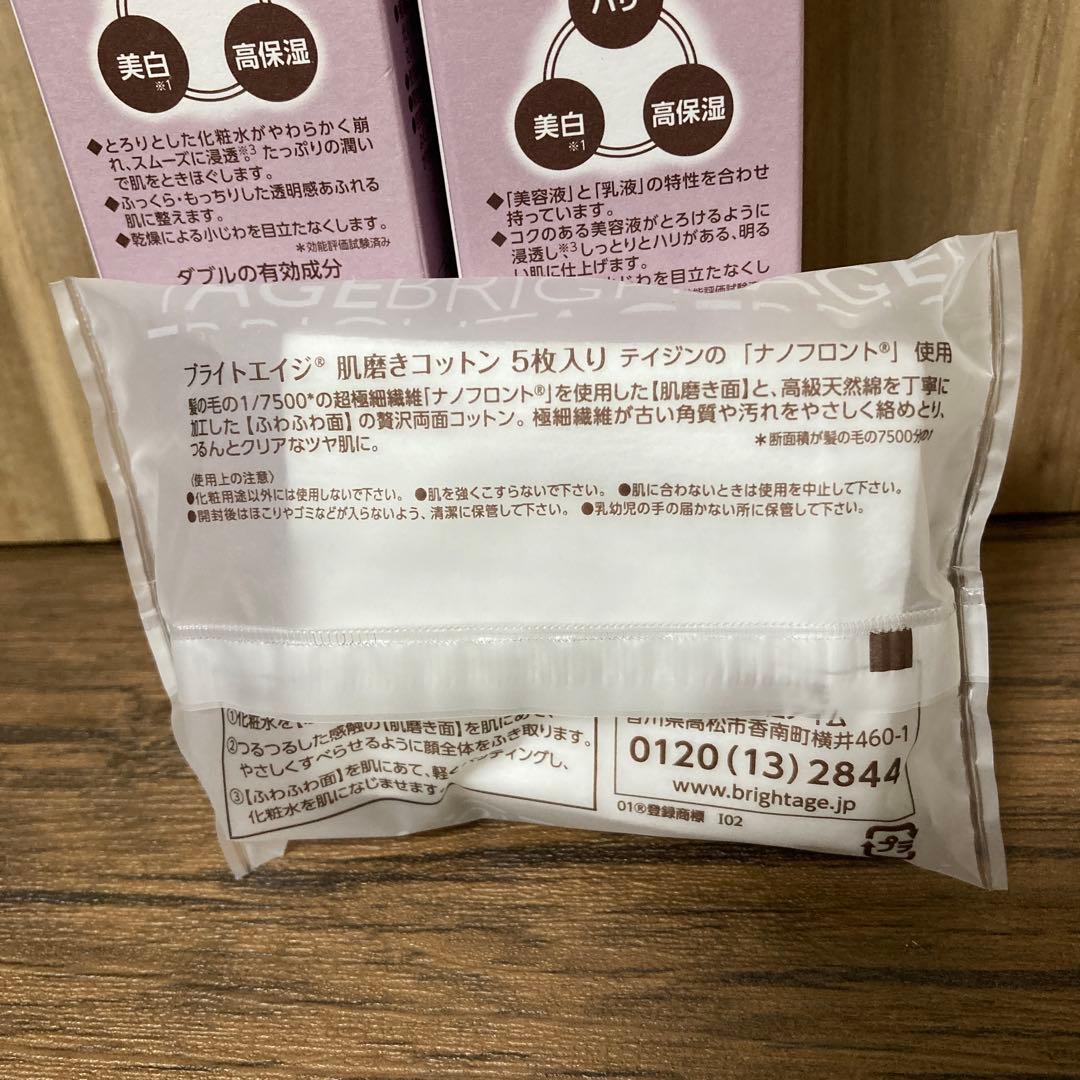 美白
※1
高保湿
◆とろりとした化粧水がやわらかく崩
れ、スムーズに浸透※3。たっぷりの潤い
で肌をときほぐします。
◆ふっくら・もっちりした透明感あふれる
肌に整えます。
◆乾燥による小じわを目立たなくします。
*効能評価試験済み
ダブルの有効成分
ハリ
美白
※1
高保湿
◆「美容液」と「乳液」の特性を合わせ
持っています。
◆コクのある美容液がとろけるように
浸透し※3、しっとりとハリがある、明る
い肌に仕上げます。
じわを目立たなくし
ブライトエイジ® 肌磨きコットン 5枚入り テイジンの「ナノフロント®」使用
髪の毛の1/7500*の超極細繊維「ナノフロント®」を使用した【肌磨き面】と、高級天然綿を丁寧に
加工した【ふわふわ面】の贅沢両面コットン。極細繊維が古い角質や汚れをやさしく絡めとり、
つるんとクリアなツヤ肌に。
*断面積が髪の毛の7500分の1
〈使用上の注意〉
●化粧用途以外には使用しないで下さい。 ●肌を強くこすらないで下さい。 ●肌に合わないときは使用を中止して下さい。
●開封後はほこりやゴミなどが入らないよう、清潔に保管して下さい。 ●乳幼児の手の届かない所に保管して下さい。
①化粧水を
②つるつるした感触の【肌磨き面】を肌にあて、
やさしくすべらせるように顔全体をふき取ります。
③【ふわふわ面】を肌にあて、軽くパッティングし、
化粧水を肌になじませます。
香川県高松市香南町横井460-1
0120(13)2844
www.brightage.jp
01®登録商標 I02
プラ